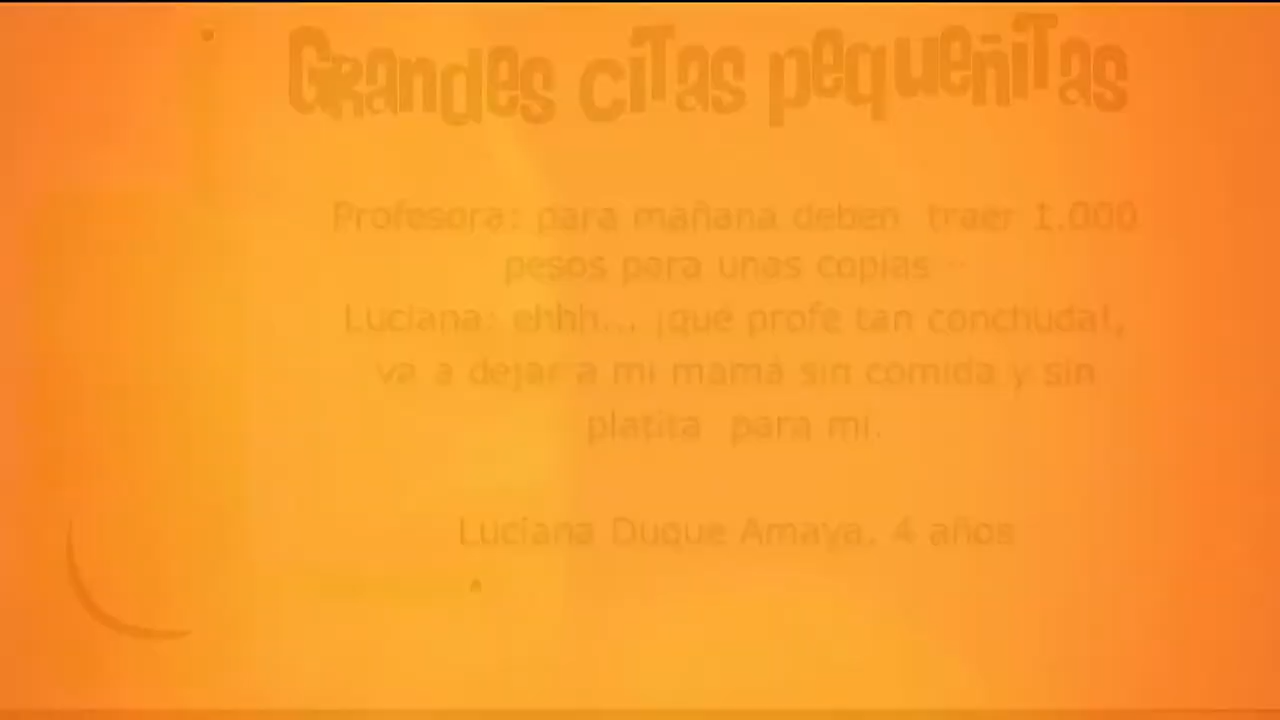 Grandes citas pequeñitas
Profesora: para mañana deben traer 1.000
pesos para unas copias
Luciana: ehhh... ¡qué profe tan conchuda!,
va a dejar a mi mamá sin comida y sin
platita para mí.
Luciana Duque Amaya, 4 años